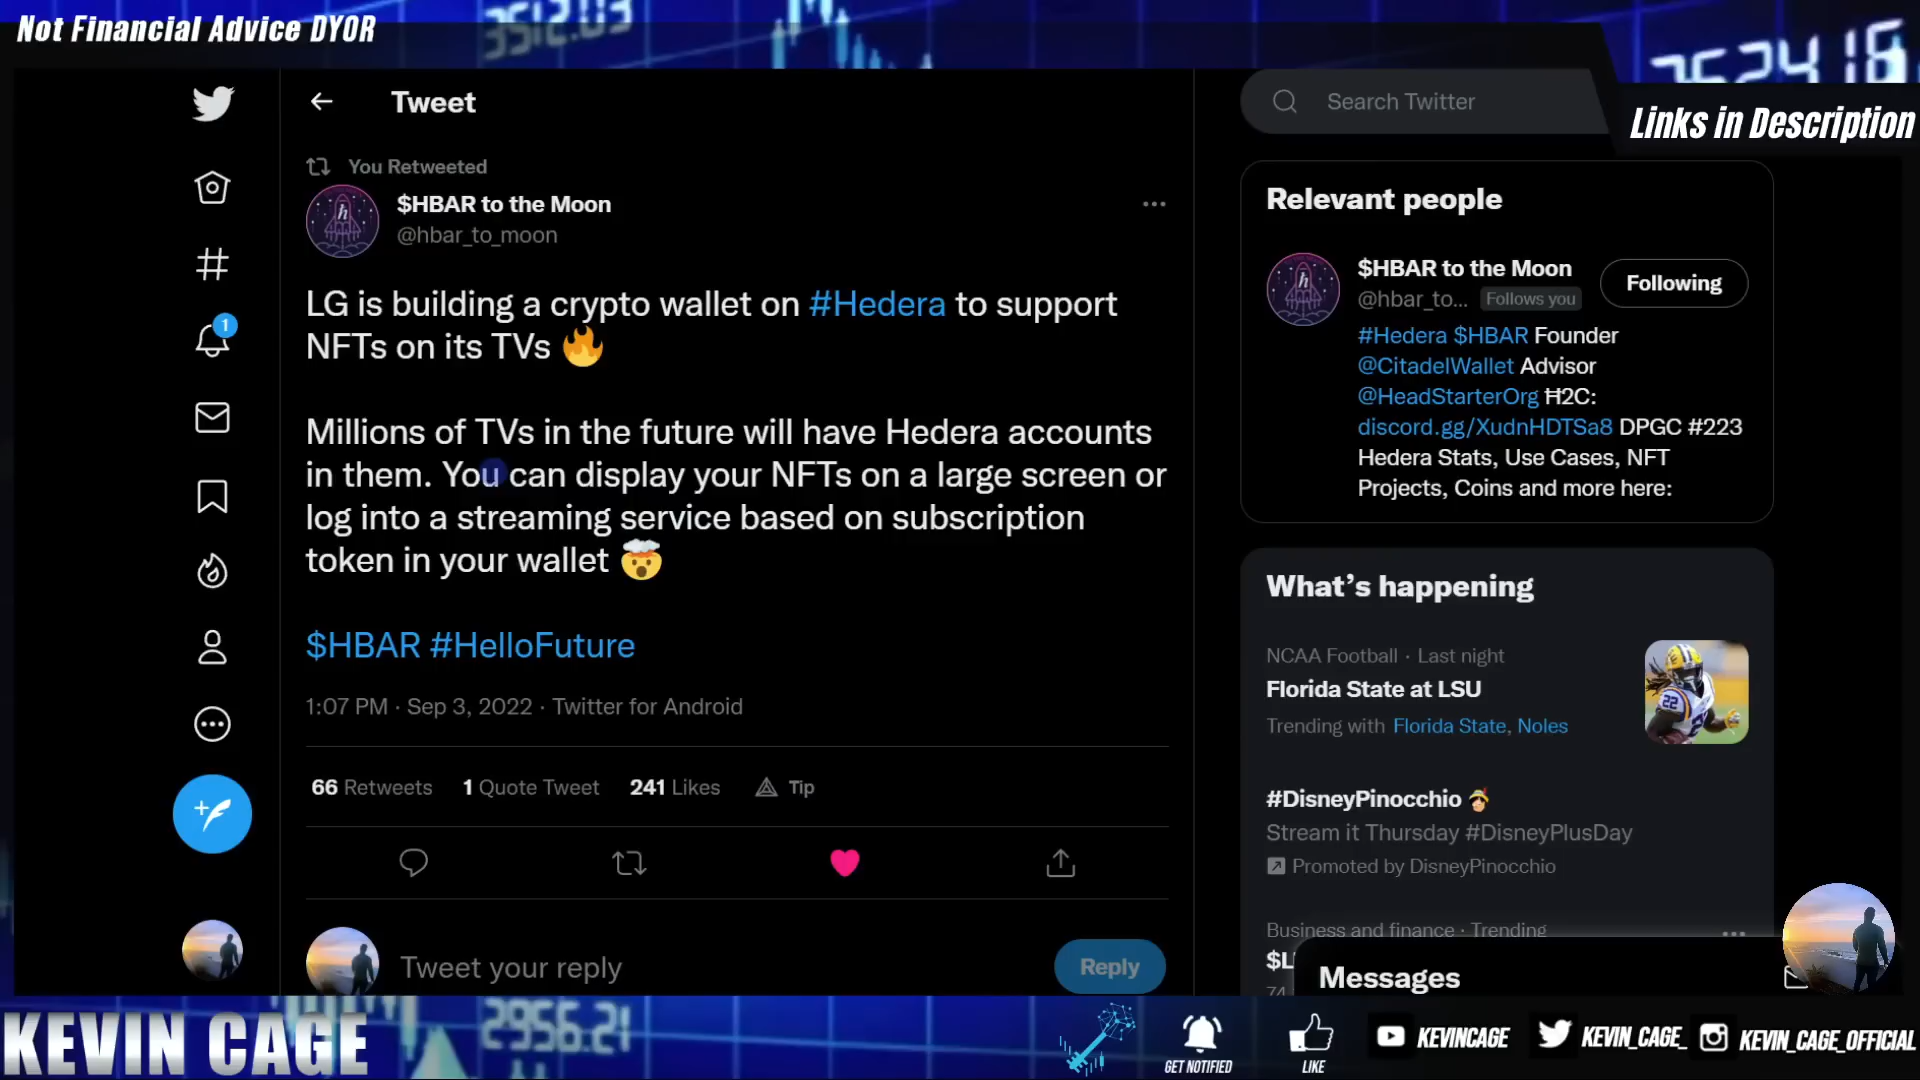 Not Financial Advice DYOR
3512.03
Links in Description
Tweet
Search Twitter
You Retweeted
$HBAR to the Moon
@hbar_to_moon
LG is building a crypto wallet on #Hedera to support
NFTs on its TVs 🔥
Millions of TVs in the future will have Hedera accounts
in them. You can display your NFTs on a large screen or
log into a streaming service based on subscription
token in your wallet 🤯
$HBAR #HelloFuture
1:07 PM · Sep 3, 2022 · Twitter for Android
66 Retweets 1 Quote Tweet 241 Likes Tip
Tweet your reply
Reply
1
Relevant people
$HBAR to the Moon
@hbar_to... Follows you
Following
#Hedera $HBAR Founder
@CitadelWallet Advisor
@HeadStarterOrg Ħ2C:
discord.gg/XudnHDTSa8 DPGC #223
Hedera Stats, Use Cases, NFT
Projects, Coins and more here:
What's happening
NCAA Football · Last night
Florida State at LSU
Trending with Florida State, Noles
22
#DisneyPinocchio
Stream it Thursday #DisneyPlusDay
Promoted by DisneyPinocchio
Business and finance · Trending
Messages
KEVIN CAGE
2956.21
GET NOTIFIED
LIKE
KEVINCAGE
KEVIN_CAGE_
KEVIN_CAGE_OFFICIAL